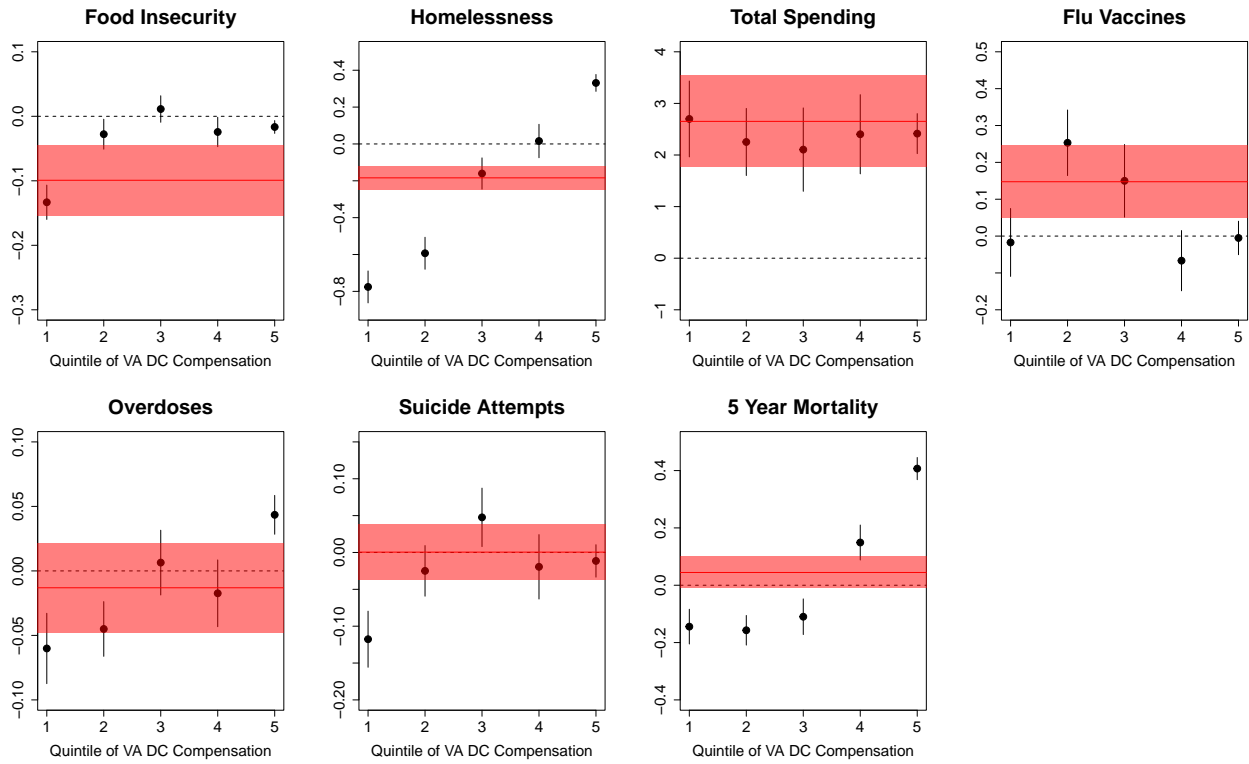 Food Insecurity
0.1
0.0
−0.1
−0.2
−0.3
1 2 3 4 5
Quintile of VA DC Compensation
Homelessness
0.4
0.2
0.0
−0.4
−0.8
1 2 3 4 5
Quintile of VA DC Compensation
Total Spending
4
3
2
1
0
−1
1 2 3 4 5
Quintile of VA DC Compensation
Flu Vaccines
0.5
0.4
0.3
0.2
0.1
0.0
−0.2
1 2 3 4 5
Quintile of VA DC Compensation
Overdoses
0.10
0.05
0.00
−0.05
−0.10
1 2 3 4 5
Quintile of VA DC Compensation
Suicide Attempts
0.10
0.00
−0.10
−0.20
1 2 3 4 5
Quintile of VA DC Compensation
5 Year Mortality
0.4
0.2
0.0
−0.2
−0.4
1 2 3 4 5
Quintile of VA DC Compensation